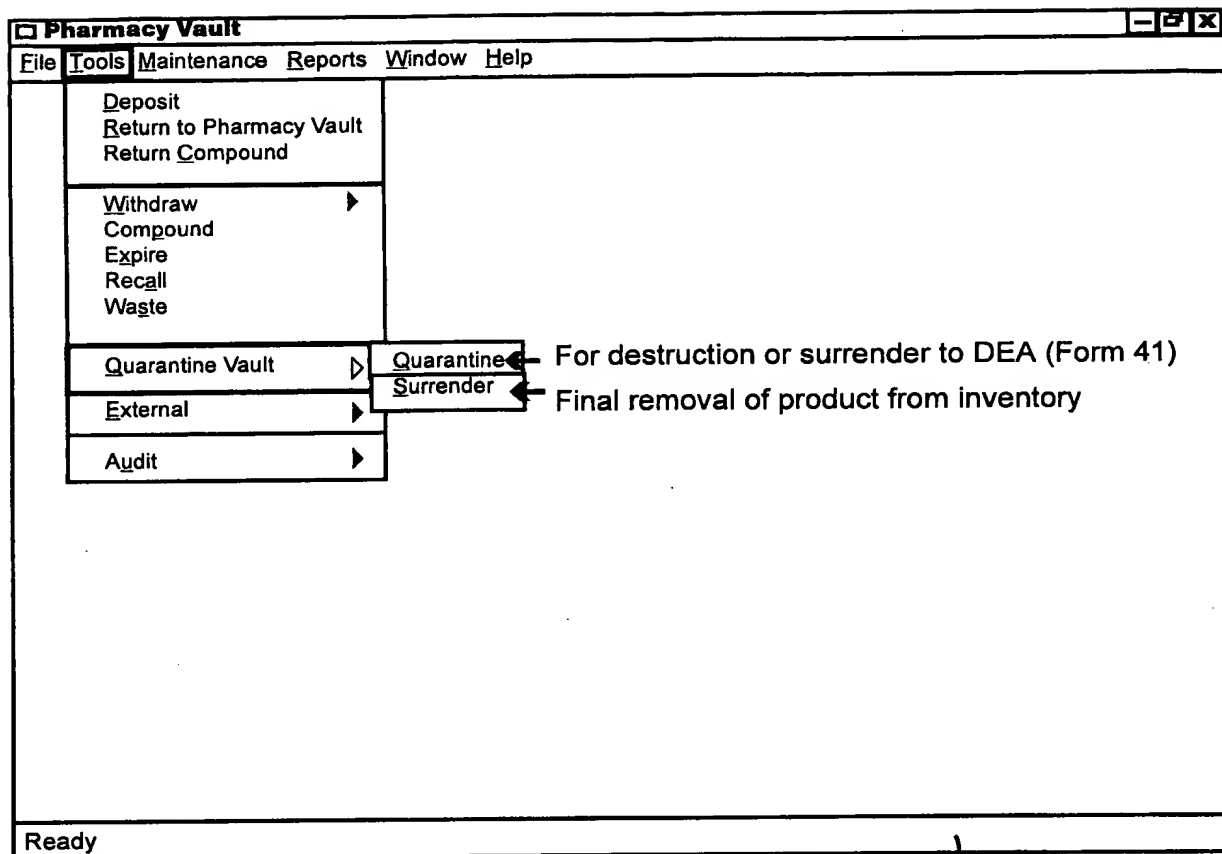 Pharmacy Vault
File Tools Maintenance Reports Window Help
Deposit
Return to Pharmacy Vault
Return Compound
Withdraw
Compound
Expire
Recall
Waste
Quarantine Vault
Quarantine For destruction or surrender to DEA (Form 41)
Surrender Final removal of product from inventory
External
Audit
Ready